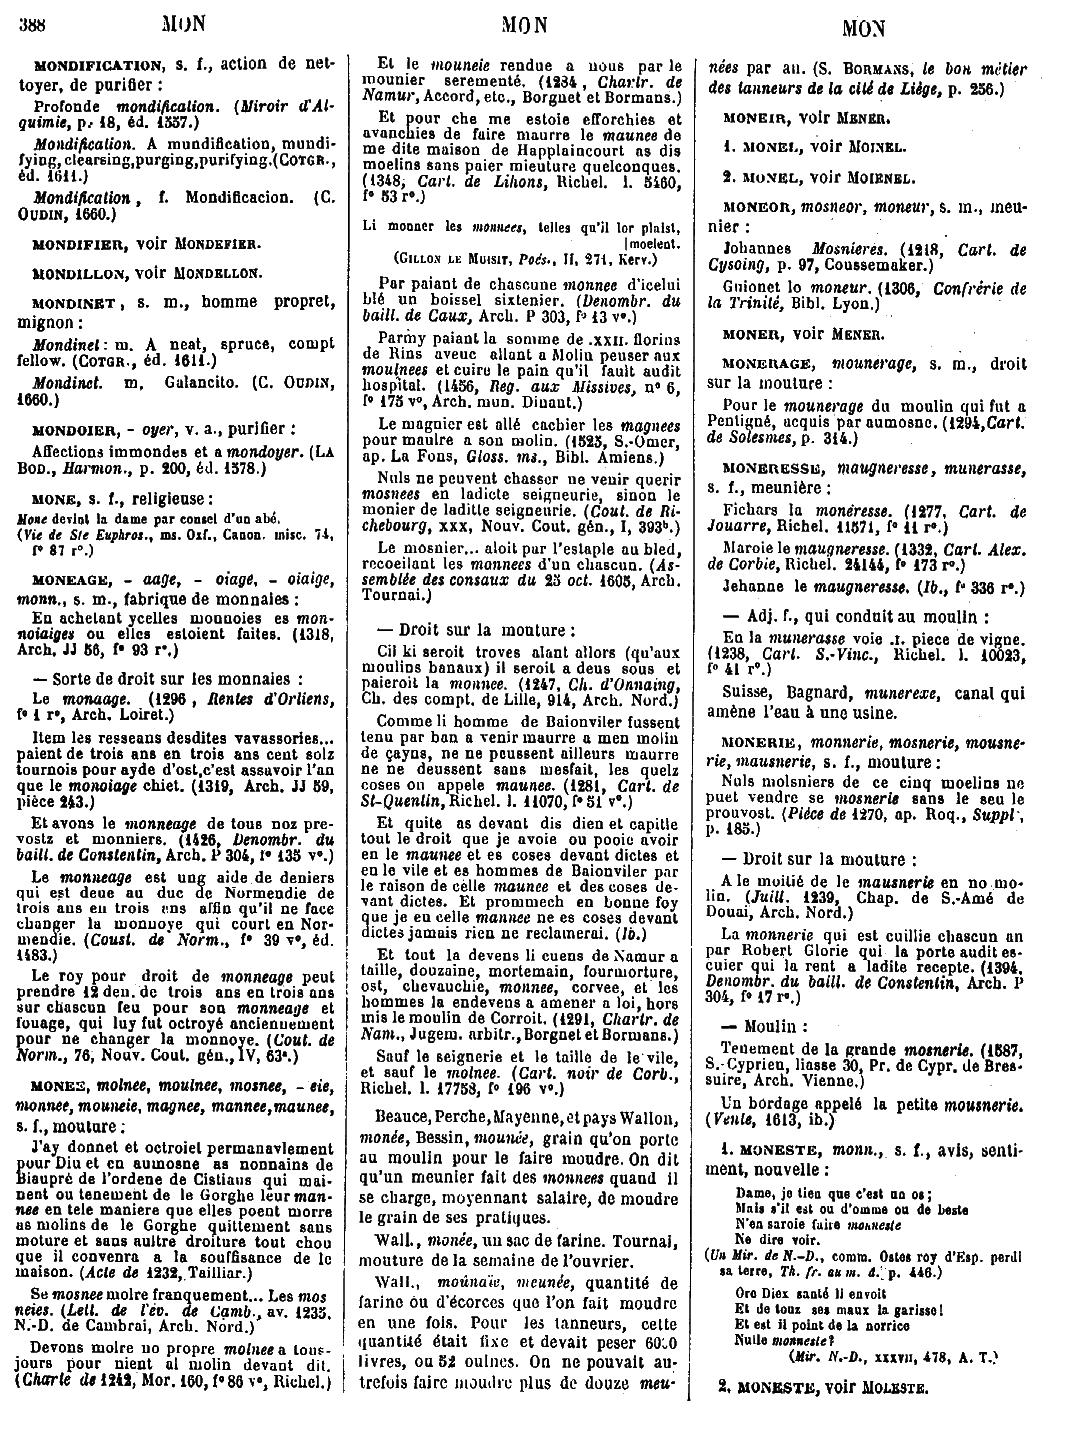 388 MON MON MON
MONDIFICATION, s. f., action de net-
toyer, de purifier :
Profonde mondification. (Miroir d'Al-
quimie, p. 18, éd. 1557.)
Mondification. A mundification, mundi-
fying, clearsing, purging, purifying. (COTGR.,
éd. 1611.)
Mondification, f. Mondificacion. (C.
OUDIN, 1660.)
MONDIFIER, voir MONDEFIER.
MONDILLON, voir MONDELLON.
MONDINET, s. m., homme propret,
mignon :
Mondinet : m. A neat, spruce, compt
fellow. (COTGR., éd. 1611.)
Mondinet. m, Galancito. (C. OUDIN,
1660.)
MONDOIER, - oyer, v. a., purifier :
Affections immondes et a mondoyer. (LA
BOD., Harmon., p. 200, éd. 1578.)
MONE, s. f., religieuse :
Mone devint la dame par conseil d'un abé.
(Vie de Ste Euphros., ms. Oxf., Canon. misc. 74,
f° 87 r°.)
MONEAGE, - aage, - oiage, - oiaige,
monn., s. m., fabrique de monnaies :
En achetant ycelles monnoies es mon-
noiaiges ou elles estoient faites. (1318,
Arch. JJ 56, f° 93 r°.)
— Sorte de droit sur les monnaies :
Le monaage. (1296, Rentes d'Orliens,
f° 1 r°, Arch. Loiret.)
Item les resseans desdites vavassories...
paient de trois ans en trois ans cent solz
tournois pour ayde d'ost, c'est assavoir l'an
que le monoiage chiet. (1319, Arch. JJ 59,
pièce 243.)
Et avons le monneage de tous noz pre-
vostz et monniers. (1426, Denombr. du
baill. de Constentin, Arch. P 304, f° 135 v°.)
Le monneage est ung aide de deniers
qui est deue au duc de Normendie de
trois ans en trois ans affin qu'il ne face
changer la monnoye qui court en Nor-
mendie. (Coust. de Norm., f° 39 v°, éd.
1483.)
Le roy pour droit de monneage peut
prendre 12 den. de trois ans en trois ans
sur chascun feu pour son monneage et
fouage, qui luy fut octroyé anciennement
pour ne changer la monnoye. (Cout. de
Norm., 76, Nouv. Cout. gén., IV, 63ª.)
MONEE, molnee, moulnee, mosnee, - eie,
monnee, mouneie, magnee, mannee, maunee,
s. f., mouture :
J'ay donnet et octroiet permanavlement
pour Diu et en aumosne as nonnains de
Biaupré de l'ordene de Cistiaus qui mai-
nent ou tenement de le Gorghe leur man-
nee en tele maniere que elles poent morre
as molins de le Gorghe quittement sans
moture et sans aultre droiture tout chou
que il convenra a la souffisance de le
maison. (Acte de 1232, Tailliar.)
Se mosnee molre franquement... Les mos
neies. (Lett. de l'év. de Camb., av. 1235,
N.-D. de Cambrai, Arch. Nord.)
Devons molre no propre molnee a tous-
jours pour nient al molin devant dit.
(Charte de 1242, Mor. 160, f° 86 v°, Richel.)
Et le mouneie rendue a nous par le
mounier serementé. (1284, Chartr. de
Namur, Accord, etc., Borgnet et Bormans.)
Et pour che me estoie efforchies et
avanchies de faire maurre le maunee de
me dite maison de Happlaincourt as dis
moelins sans paier mieuture quelconques.
(1348, Cart. de Lihons, Richel. l. 5460,
f° 53 r°.)
Li monner les monnees, telles qu'il lor plaist,
[moelent.
(GILLON LE MUISIT, Poés., II, 271, Kerv.)
Par paiant de chascune monnee d'icelui
blé un boissel sixtenier. (Denombr. du
baill. de Caux, Arch. P 303, f° 13 v°.)
Parmy paiant la somme de .XXII. florins
de Rins aveuc allant a Molin penser aux
moulnees et cuire le pain qu'il fault audit
hospital. (1456, Reg. aux Missives, n° 6,
f° 175 v°, Arch. mun. Dinant.)
Le magnier est allé cachier les magnees
pour maulre a son molin. (1523, S.-Omer,
ap. La Fons, Gloss. ms., Bibl. Amiens.)
Nuls ne peuvent chasser ne venir querir
mosnees en ladicte seigneurie, sinon le
monier de laditte seigneurie. (Cout. de Ri-
chebourg, XXX, Nouv. Cout. gén., I, 393ᵇ.)
Le mosnier... aloit par l'estaple au bled,
recoeillant les monnees d'un chascun. (As-
semblée des consaux du 25 oct. 1605, Arch.
Tournai.)
— Droit sur la mouture :
Cil ki seroit troves alant allors (qu'aux
moulins banaux) il seroit a deus sous et
paieroit la monnee. (1247, Ch. d'Onnaing,
Ch. des compt. de Lille, 914, Arch. Nord.)
Comme li homme de Baionviler fussent
tenu par ban a venir maurre a men molin
de çayns, ne ne peussent ailleurs maurre
ne ne deussent sans mesfait, les quelz
coses on appele maunee. (1281, Cart. de
St-Quentin, Richel. l. 11070, f° 51 v°.)
Et quite as devant dis dien et capitle
tout le droit que je avoie ou pooie avoir
en le maunee et es coses devant dictes et
en le vile et es hommes de Baionviler par
le raison de celle maunee et des coses de-
vant dictes. Et prommech en bonne foy
que je en celle mannee ne es coses devant
dictes jamais rien ne reclamerai. (Ib.)
Et tout la devens li cuens de Namur a
taille, douzaine, mortemain, fourmorture,
ost, chevauchie, monnee, corvee, et les
hommes la endevens a amener a loi, hors
mis le moulin de Corroit. (1291, Chartr. de
Nam., Jugem. arbitr., Borgnet et Bormans.)
Sauf le seignerie et le taille de le vile,
et sauf le molnee. (Cart. noir de Corb.,
Richel. l. 17758, f° 196 v°.)
Beauce, Perche, Mayenne, et pays Wallon,
monée, Bessin, mounée, grain qu'on porte
au moulin pour le faire moudre. On dit
qu'un meunier fait des monnees quand il
se charge, moyennant salaire, de moudre
le grain de ses pratiques.
Wall., monée, un sac de farine. Tournai,
mouture de la semaine de l'ouvrier.
Wall., moûnaïe, meunée, quantité de
farine ou d'écorces que l'on fait moudre
en une fois. Pour les tanneurs, cette
quantité était fixe et devait peser 6050
livres, ou 52 oulnes. On ne pouvait au-
trefois faire moudre plus de douze meu-
nées par an. (S. BORMANS, le bon métier
des tanneurs de la cité de Liège, p. 256.)
MONEIR, voir MENER.
1. MONEL, voir MOINEL.
2. MONEL, voir MOIENEL.
MONEOR, mosneor, moneur, s. m., meu-
nier :
Johannes Mosnieres. (1218, Cart. de
Cysoing, p. 97, Coussemaker.)
Guionet lo moneur. (1306, Confrérie de
la Trinité, Bibl. Lyon.)
MONER, voir MENER.
MONERAGE, mounerage, s. m., droit
sur la mouture :
Pour le mounerage du moulin qui fut a
Pentigné, acquis par aumosne. (1294, Cart.
de Solesmes, p. 314.)
MONERESSE, maugneresse, munerasse,
s. f., meunière :
Fichars la monéresse. (1277, Cart. de
Jouarre, Richel. 11571, f° 11 r°.)
Maroie le maugneresse. (1332, Cart. Alex.
de Corbie, Richel. 24144, f° 173 r°.)
Jehanne le maugneresse. (Ib., f° 336 r°.)
— Adj. f., qui conduit au moulin :
En la munerasse voie .I. piece de vigne.
(1238, Cart. S.-Vinc., Richel. l. 10023,
f° 41 r°.)
Suisse, Bagnard, munerexe, canal qui
amène l'eau à une usine.
MONERIE, monnerie, mosnerie, mousne-
rie, mausnerie, s. f., mouture :
Nuls molsniers de ce cinq moelins ne
puet vendre se mosnerie sans le seu le
prouvost. (Pièce de 1270, ap. Roq., Suppl.,
p. 185.)
— Droit sur la mouture :
A le moitié de le mausnerie en no mo-
lin. (Juill. 1239, Chap. de S.-Amé de
Douai, Arch. Nord.)
La monnerie qui est cuillie chascun an
par Robert Glorie qui la porte audit es-
cuier qui la rent a ladite recepte. (1394,
Denombr. du baill. de Constentin, Arch. P
304, f° 17 r°.)
— Moulin :
Tenement de la grande mosnerie. (1587,
S.-Cyprien, liasse 30, Pr. de Cypr. de Bres-
suire, Arch. Vienne.)
Un bordage appelé la petite mousnerie.
(Vente, 1613, ib.)
1. MONESTE, monn., s. f., avis, senti-
ment, nouvelle :
Dame, je tien que c'est un os ;
Mais s'il est ou d'omme ou de beste
N'en saroie faire monneste
Ne dire voir.
(Un Mir. de N.-D., comm. Ostes roy d'Esp. perdi
sa terre, Th. fr. au m. â., p. 446.)
Ore Diex santé li envoit
Et de touz ses maux la garisse !
Et est il point de la norrice
Nulle monneste ?
(Mir. N.-D., XXXVII, 478, A. T.)
2. MONESTE, voir MOLESTE.